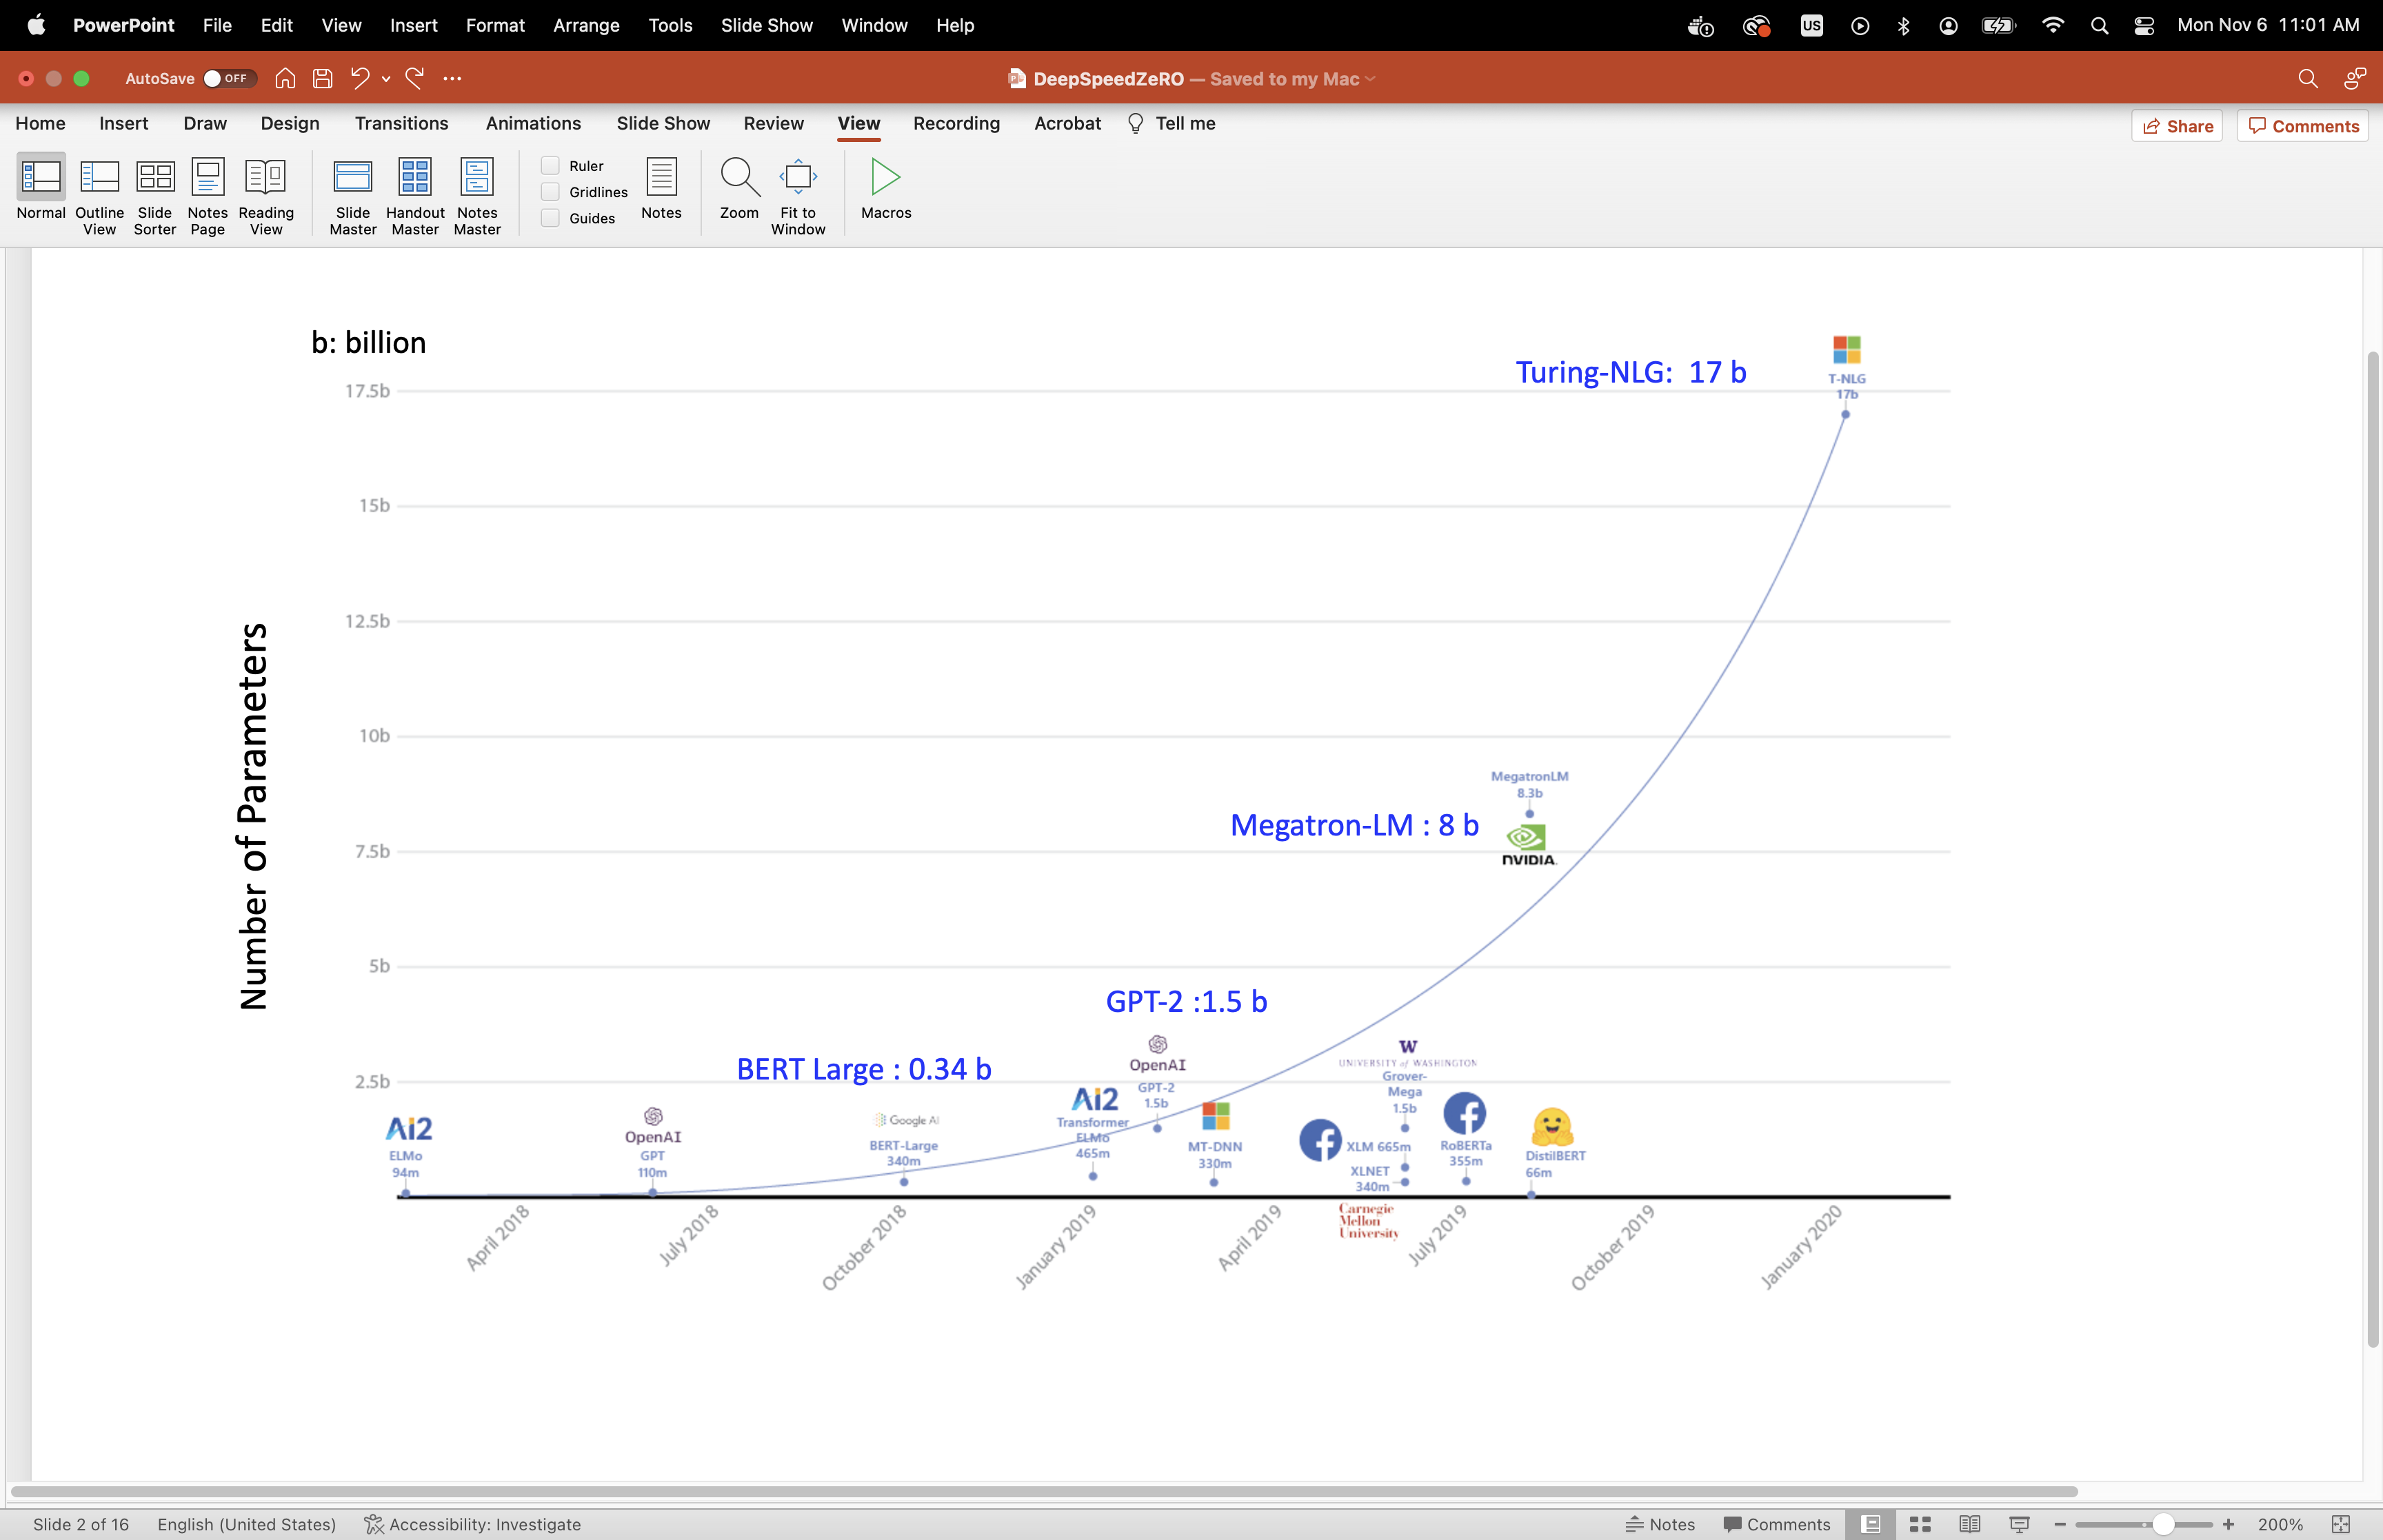 PowerPoint File Edit View Insert Format Arrange Tools Slide Show Window Help US Mon Nov 6 11:01 AM
AutoSave OFF DeepSpeedZeRO — Saved to my Mac
Home Insert Draw Design Transitions Animations Slide Show Review View Recording Acrobat Tell me Share Comments
Normal
Outline View
Slide Sorter
Notes Page
Reading View
Slide Master
Handout Master
Notes Master
Ruler
Gridlines
Guides
Notes
Zoom
Fit to Window
Macros
b: billion
Number of Parameters
17.5b
15b
12.5b
10b
7.5b
5b
2.5b
Turing-NLG: 17 b
T-NLG
17b
MegatronLM
8.3b
Megatron-LM : 8 b
NVIDIA.
GPT-2 :1.5 b
OpenAI
GPT-2
1.5b
BERT Large : 0.34 b
Ai2
ELMo
94m
OpenAI
GPT
110m
Google AI
BERT-Large
340m
Ai2
Transformer
ELMo
465m
MT-DNN
330m
W
UNIVERSITY of WASHINGTON
Grover-
Mega
1.5b
XLM 665m
XLNET
340m
Carnegie
Mellon
University
RoBERTa
355m
DistilBERT
66m
April 2018
July 2018
October 2018
January 2019
April 2019
July 2019
October 2019
January 2020
Slide 2 of 16 English (United States) Accessibility: Investigate Notes Comments 200%